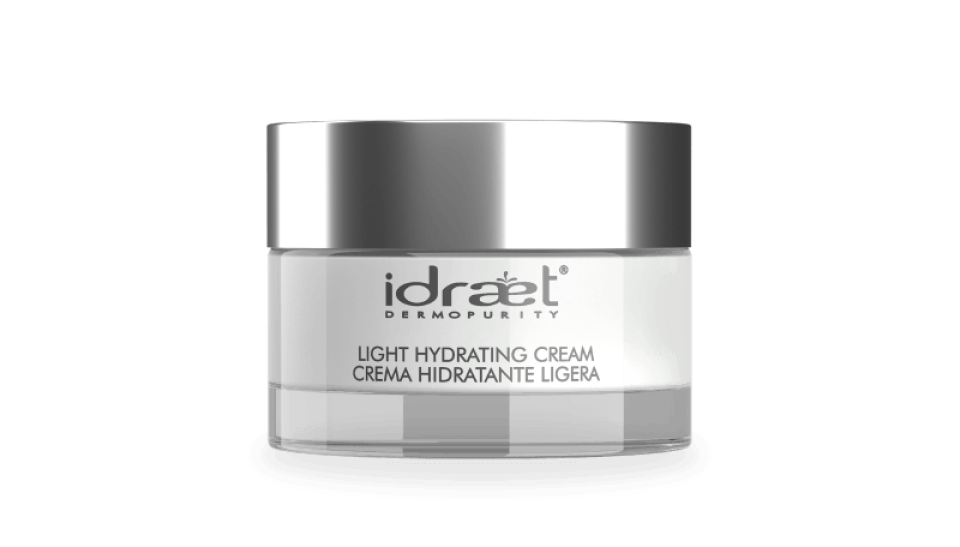 idraet®
DERMOPURITY
LIGHT HYDRATING CREAM
CREMA HIDRATANTE LIGERA